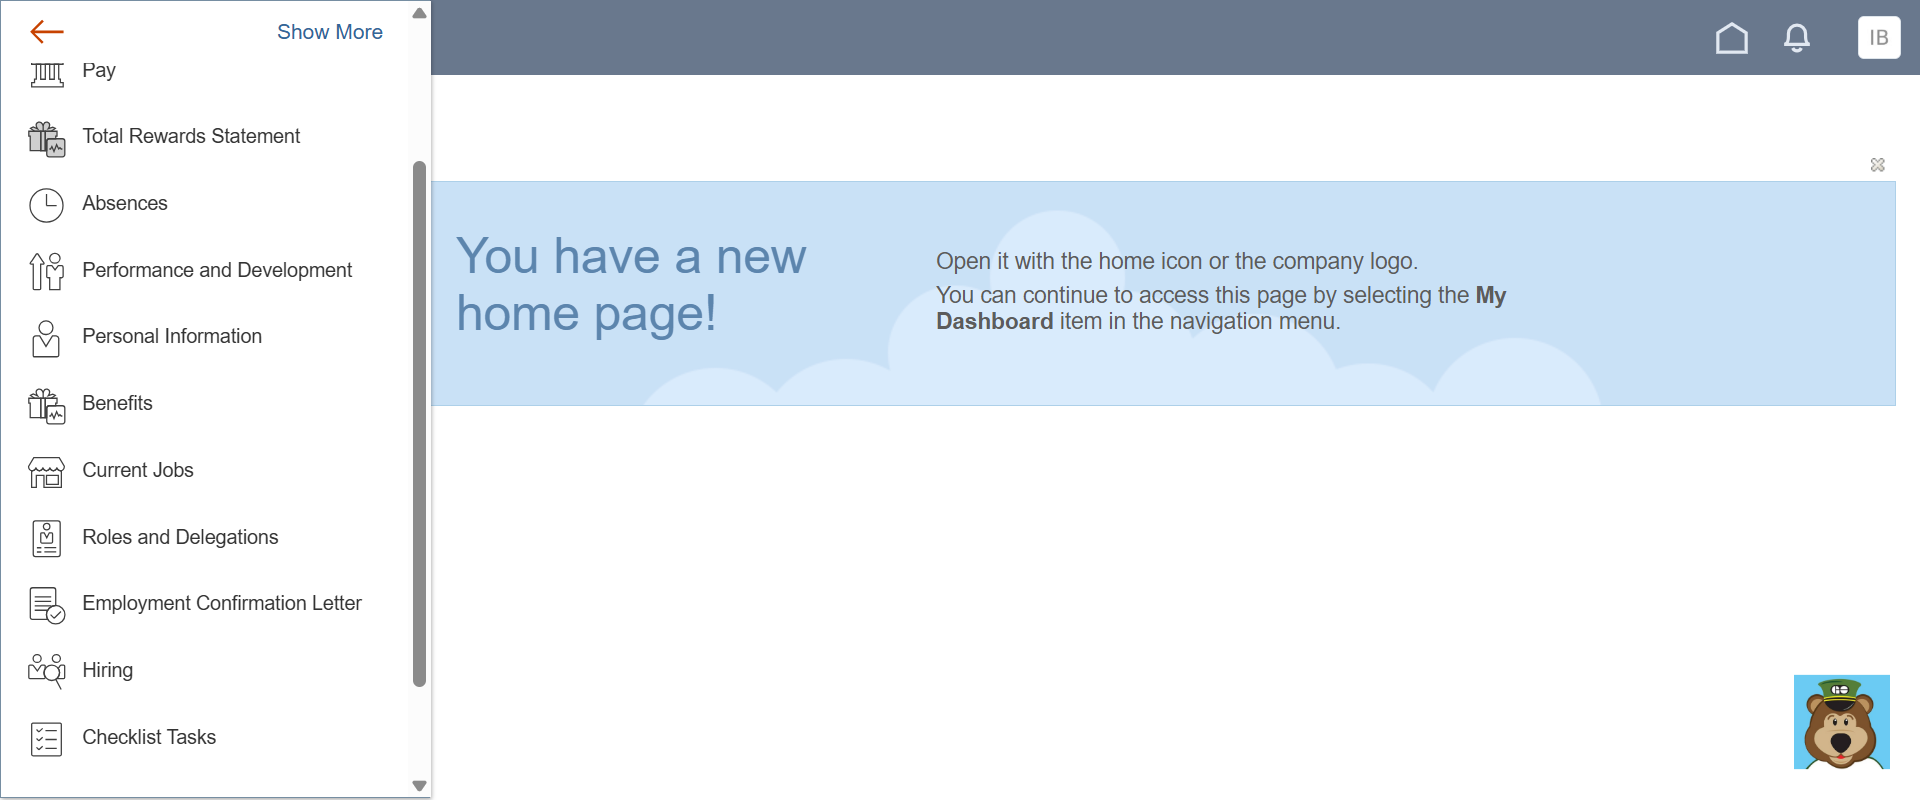 Show More
Pay
Total Rewards Statement
Absences
Performance and Development
Personal Information
Benefits
Current Jobs
Roles and Delegations
Employment Confirmation Letter
Hiring
Checklist Tasks
IB
You have a new
home page!
Open it with the home icon or the company logo.
You can continue to access this page by selecting the My
Dashboard item in the navigation menu.
GO